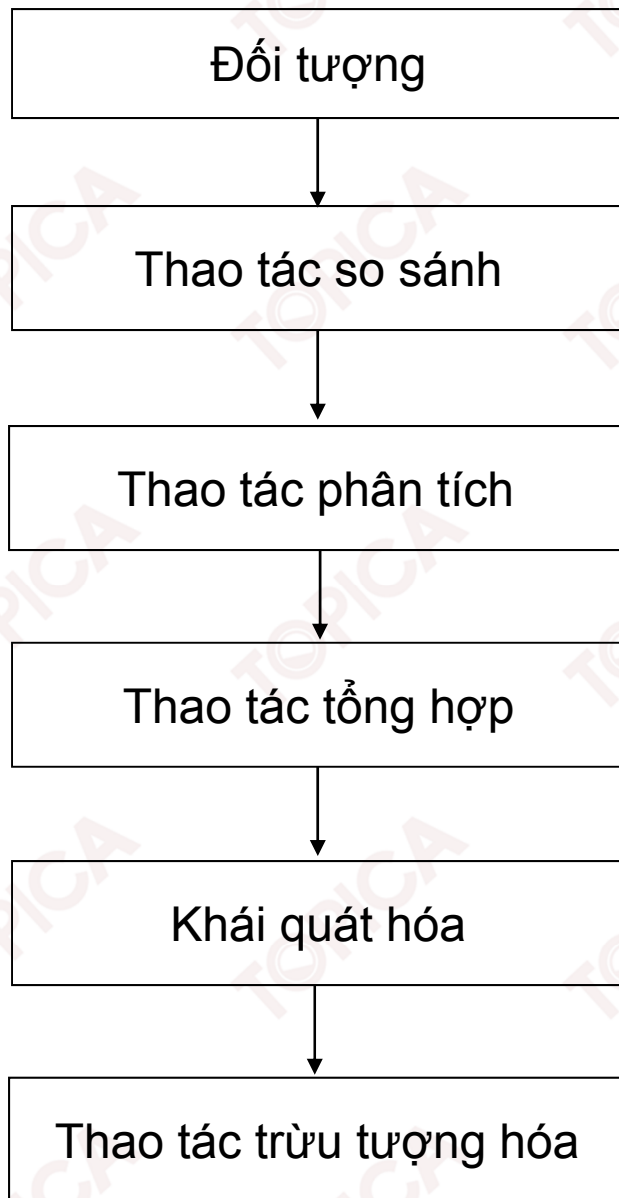 Đối tượng
Thao tác so sánh
Thao tác phân tích
Thao tác tổng hợp
Khái quát hóa
Thao tác trừu tượng hóa
TOPICA